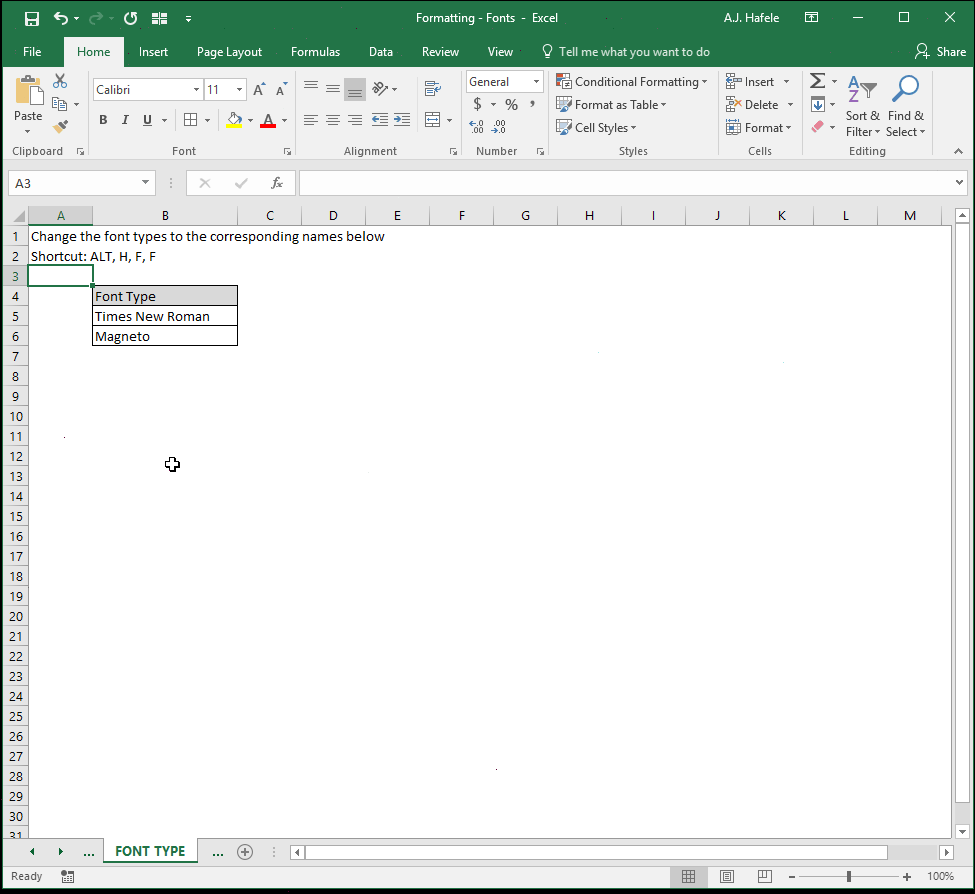 Formatting - Fonts - Excel
A.J. Hafele
File Home Insert Page Layout Formulas Data Review View Tell me what you want to do Share
Paste
Calibri 11
General
Conditional Formatting
Format as Table
Cell Styles
Insert
Delete
Format
Sort & Filter
Find & Select
B I U A $ % ,
Clipboard Font Alignment Number Styles Cells Editing
A3 fx
A B C D E F G H I J K L M
1 Change the font types to the corresponding names below
2 Shortcut: ALT, H, F, F
3
4 Font Type
5 Times New Roman
6 Magneto
7
8
9
10
11
12
13
14
15
16
17
18
19
20
21
22
23
24
25
26
27
28
29
30
31
... FONT TYPE ...
Ready 100%